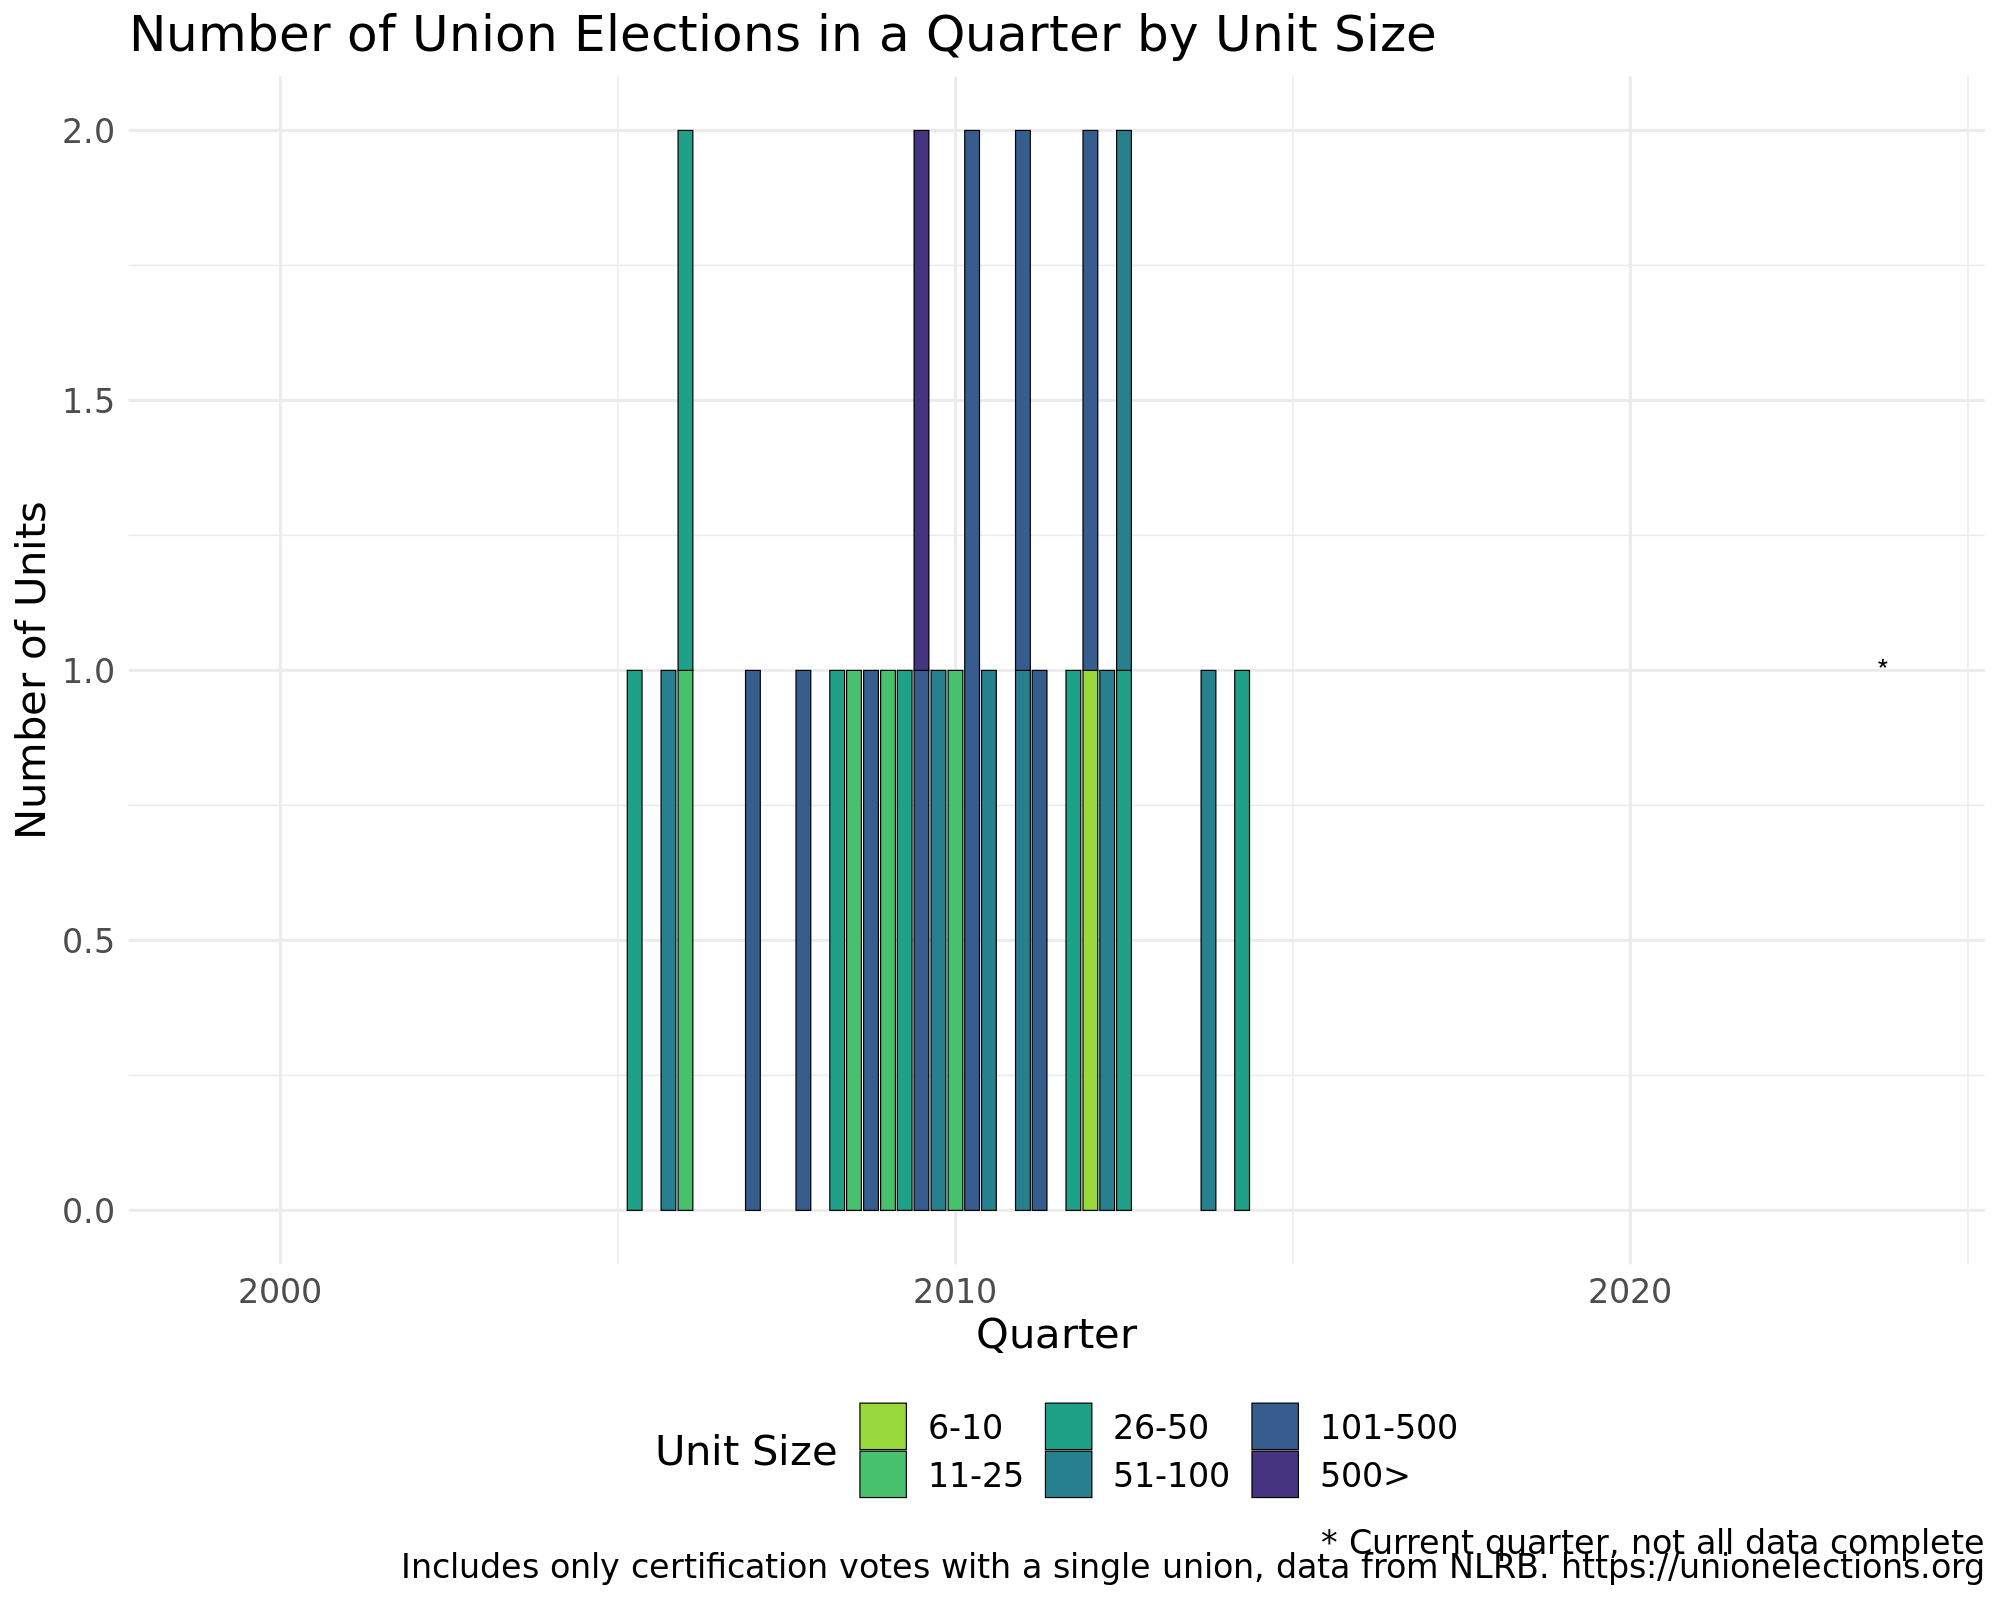 Number of Union Elections in a Quarter by Unit Size
Number of Units
2.0
1.5
1.0
0.5
0.0
*
2000 2010 2020
Quarter
Unit Size
6-10 26-50 101-500
11-25 51-100 500>
* Current quarter, not all data complete
Includes only certification votes with a single union, data from NLRB. https://unionelections.org